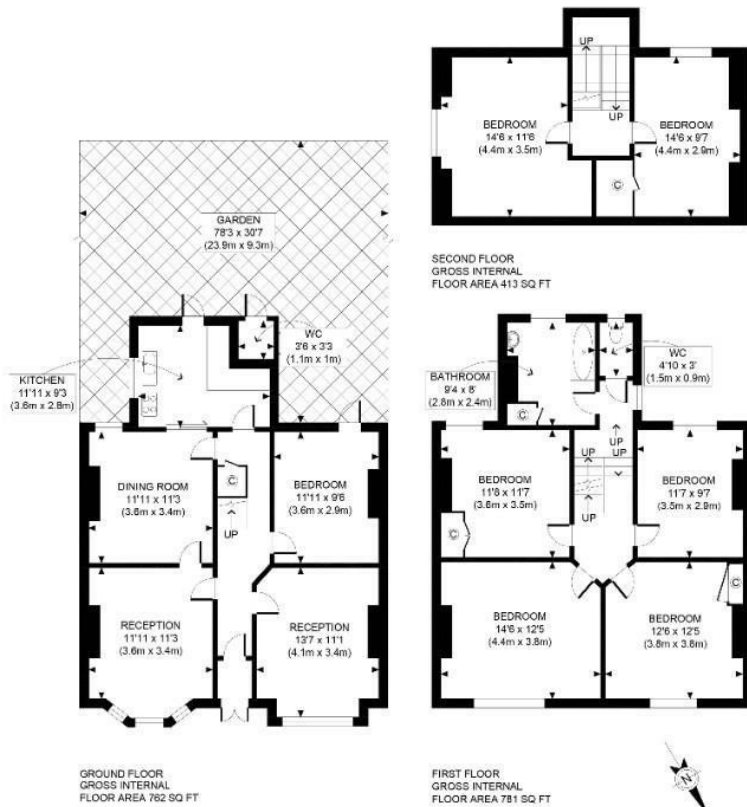 UP
UP
BEDROOM
14'6 x 11'6
(4.4m x 3.5m)
BEDROOM
14'6 x 9'7
(4.4m x 2.9m)
C
SECOND FLOOR
GROSS INTERNAL
FLOOR AREA 413 SQ FT
GARDEN
78'3 x 30'7
(23.9m x 9.3m)
WC
3'6 x 3'3
(1.1m x 1m)
KITCHEN
11'11 x 9'3
(3.6m x 2.8m)
DINING ROOM
11'11 x 11'3
(3.6m x 3.4m)
C
UP
BEDROOM
11'11 x 9'6
(3.6m x 2.9m)
RECEPTION
11'11 x 11'3
(3.6m x 3.4m)
RECEPTION
13'7 x 11'1
(4.1m x 3.4m)
GROUND FLOOR
GROSS INTERNAL
FLOOR AREA 762 SQ FT
WC
4'10 x 3'
(1.5m x 0.9m)
BATHROOM
9'4 x 8'
(2.8m x 2.4m)
C
UP
UP
UP
UP
BEDROOM
11'8 x 11'7
(3.6m x 3.5m)
C
BEDROOM
11'7 x 9'7
(3.5m x 2.9m)
BEDROOM
14'6 x 12'5
(4.4m x 3.8m)
BEDROOM
12'6 x 12'5
(3.8m x 3.8m)
C
FIRST FLOOR
GROSS INTERNAL
FLOOR AREA 781 SQ FT
N